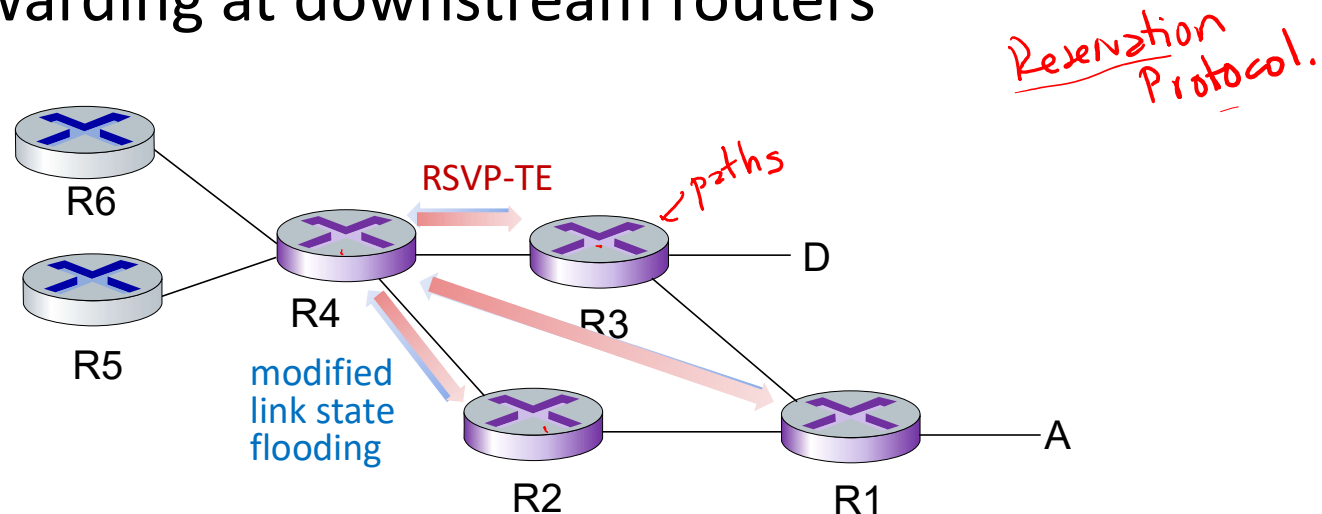 warding at downstream routers
Reservation
Protocol.
RSVP-TE
paths
R6
D
R4
R3
R5
modified
link state
flooding
A
R2
R1